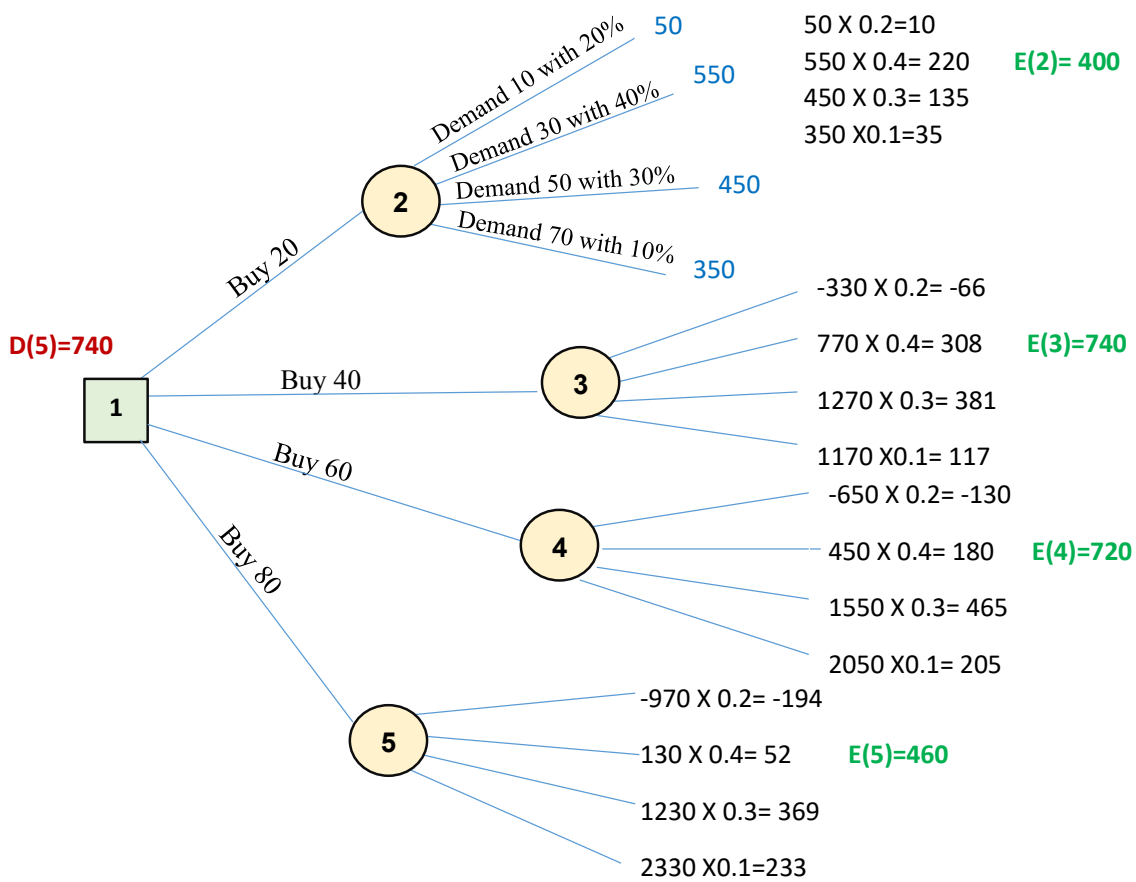 Demand 10 with 20%
50
50 X 0.2=10
Demand 30 with 40%
550
550 X 0.4= 220
E(2)= 400
450 X 0.3= 135
350 X0.1=35
2
Demand 50 with 30%
450
Demand 70 with 10%
350
Buy 20
-330 X 0.2= -66
D(5)=740
770 X 0.4= 308
E(3)=740
1
Buy 40
3
1270 X 0.3= 381
1170 X0.1= 117
Buy 60
-650 X 0.2= -130
4
450 X 0.4= 180
E(4)=720
1550 X 0.3= 465
2050 X0.1= 205
Buy 80
-970 X 0.2= -194
5
130 X 0.4= 52
E(5)=460
1230 X 0.3= 369
2330 X0.1=233